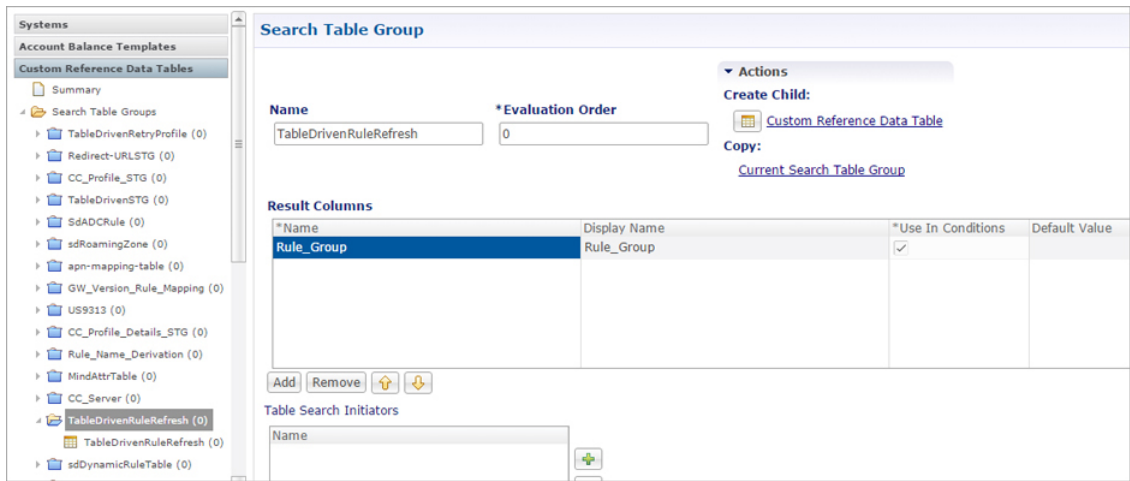 Systems
Account Balance Templates
Custom Reference Data Tables
Summary
Search Table Groups
TableDrivenRetryProfile (0)
Redirect-URLSTG (0)
CC_Profile_STG (0)
TableDrivenSTG (0)
SdADCRule (0)
sdRoamingZone (0)
apn-mapping-table (0)
GW_Version_Rule_Mapping (0)
US9313 (0)
CC_Profile_Details_STG (0)
Rule_Name_Derivation (0)
MindAttrTable (0)
CC_Server (0)
TableDrivenRuleRefresh (0)
TableDrivenRuleRefresh (0)
sdDynamicRuleTable (0)
Search Table Group
Name
*Evaluation Order
TableDrivenRuleRefresh
0
Actions
Create Child:
Custom Reference Data Table
Copy:
Current Search Table Group
Result Columns
*Name Display Name *Use In Conditions Default Value
Rule_Group Rule_Group
Add Remove
Table Search Initiators
Name